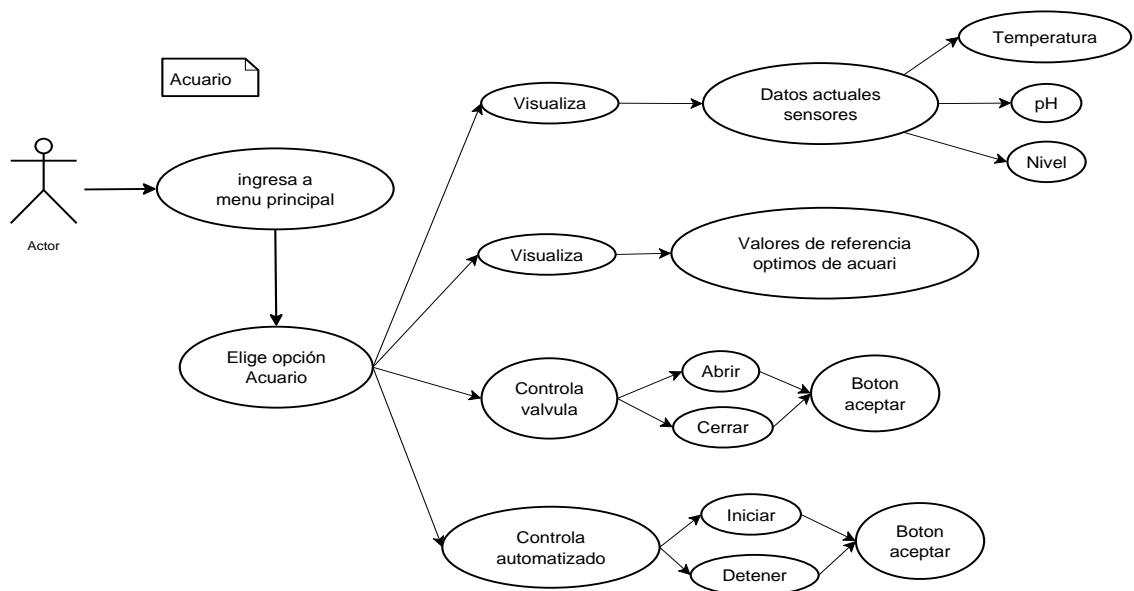 Acuario
Actor
ingresa a
menu principal
Elige opción
Acuario
Visualiza
Datos actuales
sensores
Temperatura
pH
Nivel
Visualiza
Valores de referencia
optimos de acuari
Controla
valvula
Abrir
Cerrar
Boton
aceptar
Controla
automatizado
Iniciar
Detener
Boton
aceptar